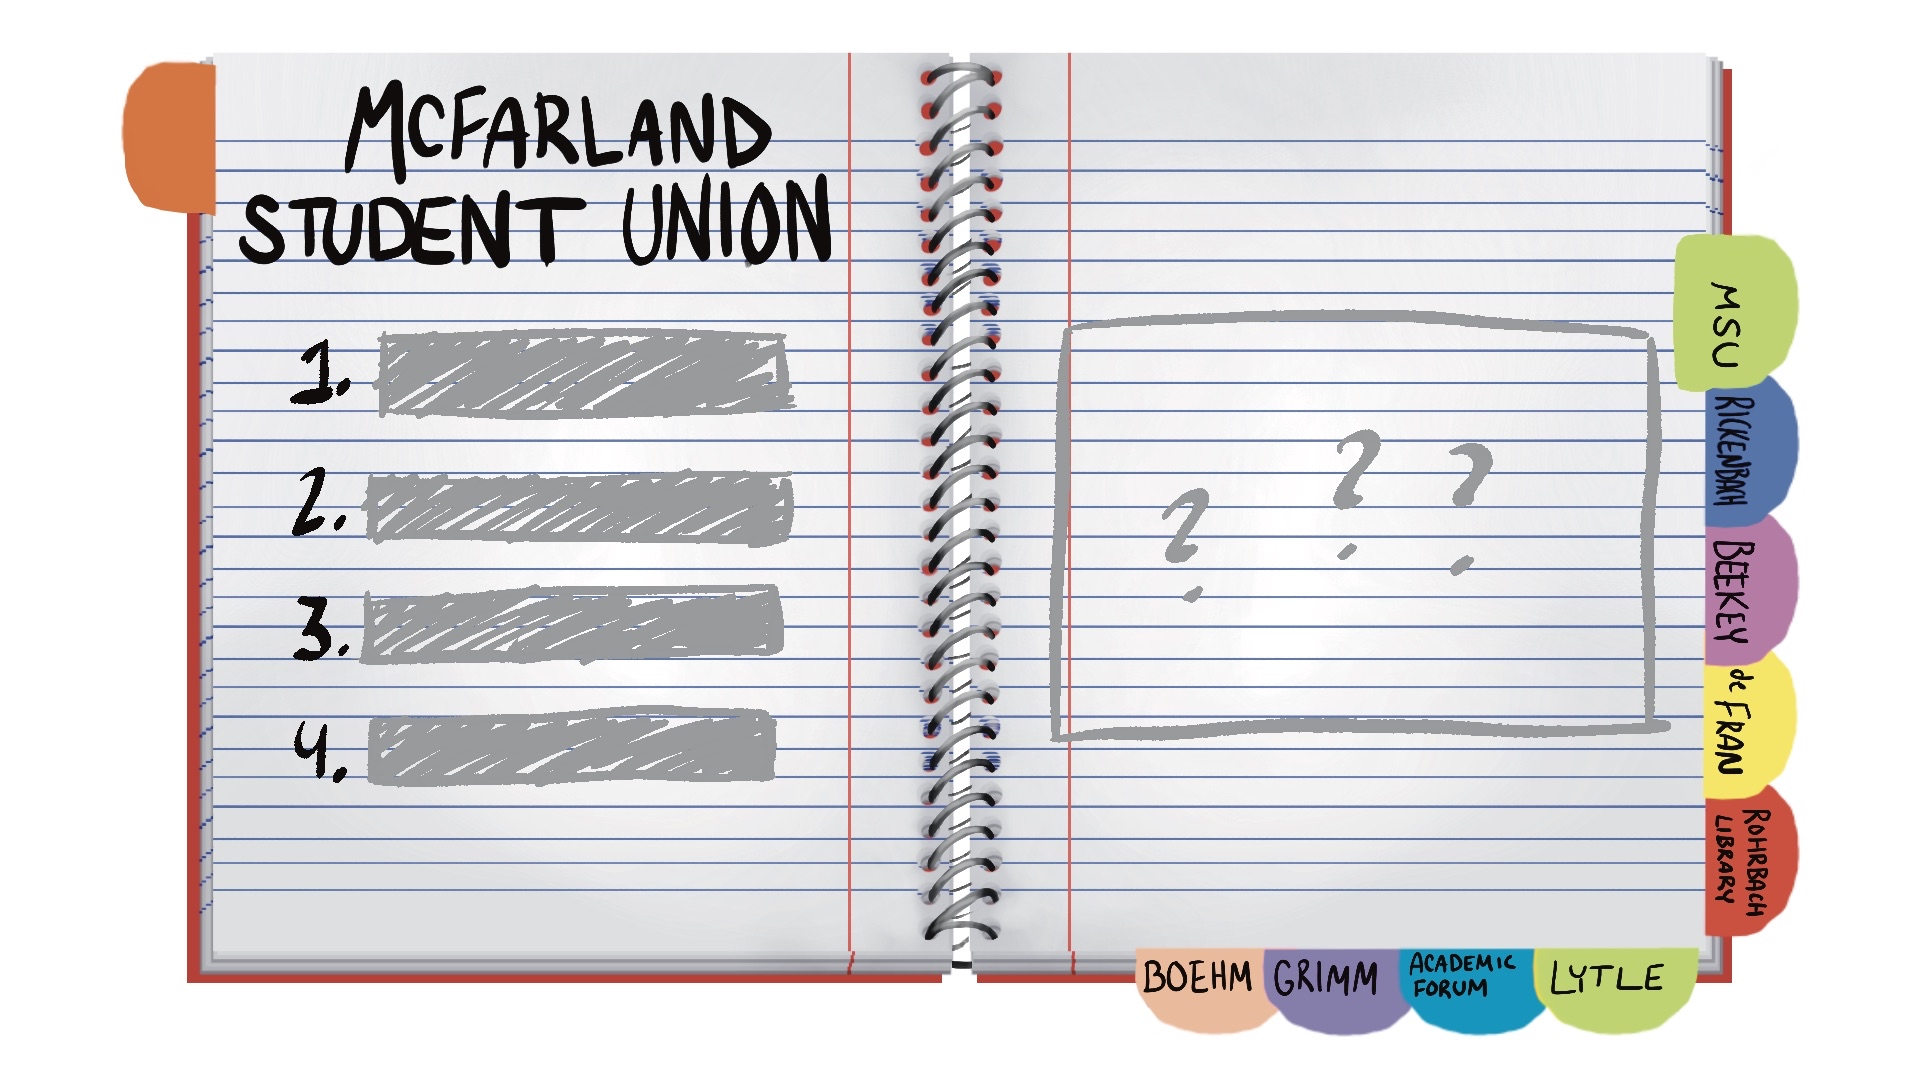 McFARLAND
STUDENT UNION
1.
2.
3.
4.
? ? ?
MSU
RICKENBACH
BEEKEY
de FRAN
ROHRBACH
LIBRARY
BOEHM
GRIMM
ACADEMIC
FORUM
LYTLE